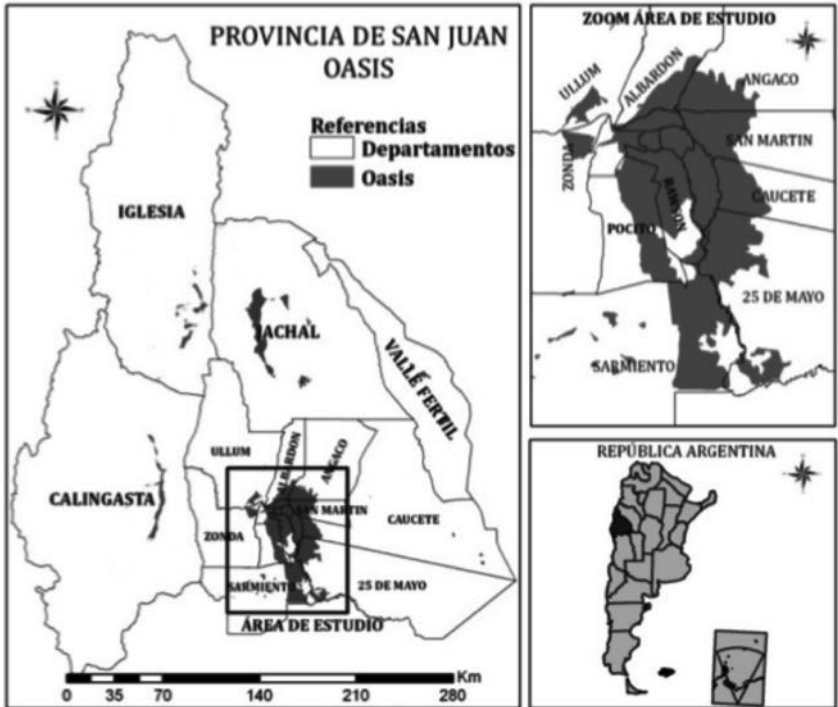 PROVINCIA DE SAN JUAN
OASIS
Referencias
Departamentos
Oasis
IGLESIA
JACHAL
VALLE FERTIL
ULLUM
ALBARDON
ANGACO
CALINGASTA
SAN MARTIN
CAUCETE
ZONDA
SARMIENTO
25 DE MAYO
ÁREA DE ESTUDIO
Km
0 35 70 140 210 280
ZOOM ÁREA DE ESTUDIO
ULLUM
ALBARDON
ANGACO
SAN MARTIN
ZONDA
CAUCETE
RAWSON
POCITO
25 DE MAYO
SARMIENTO
REPÚBLICA ARGENTINA